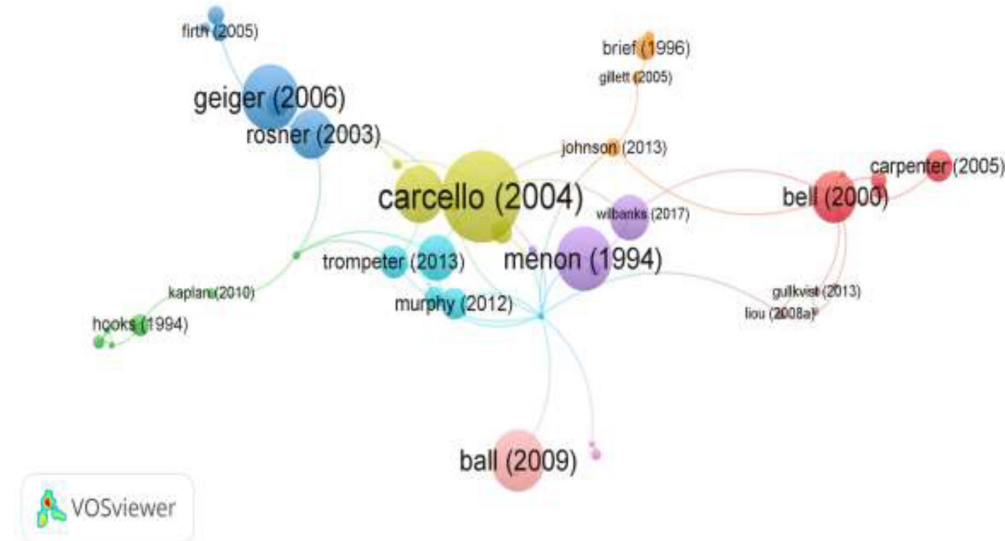 firth (2005)
brief (1996)
gillett (2005)
geiger (2006)
rosner (2003)
johnson (2013)
carpenter (2005)
carcello (2004)
bell (2000)
wilbanks (2017)
trompeter (2013)
menon (1994)
kaplan (2010)
gullkvist (2013)
murphy (2012)
liou (2008a)
hooks (1994)
ball (2009)
VOSviewer